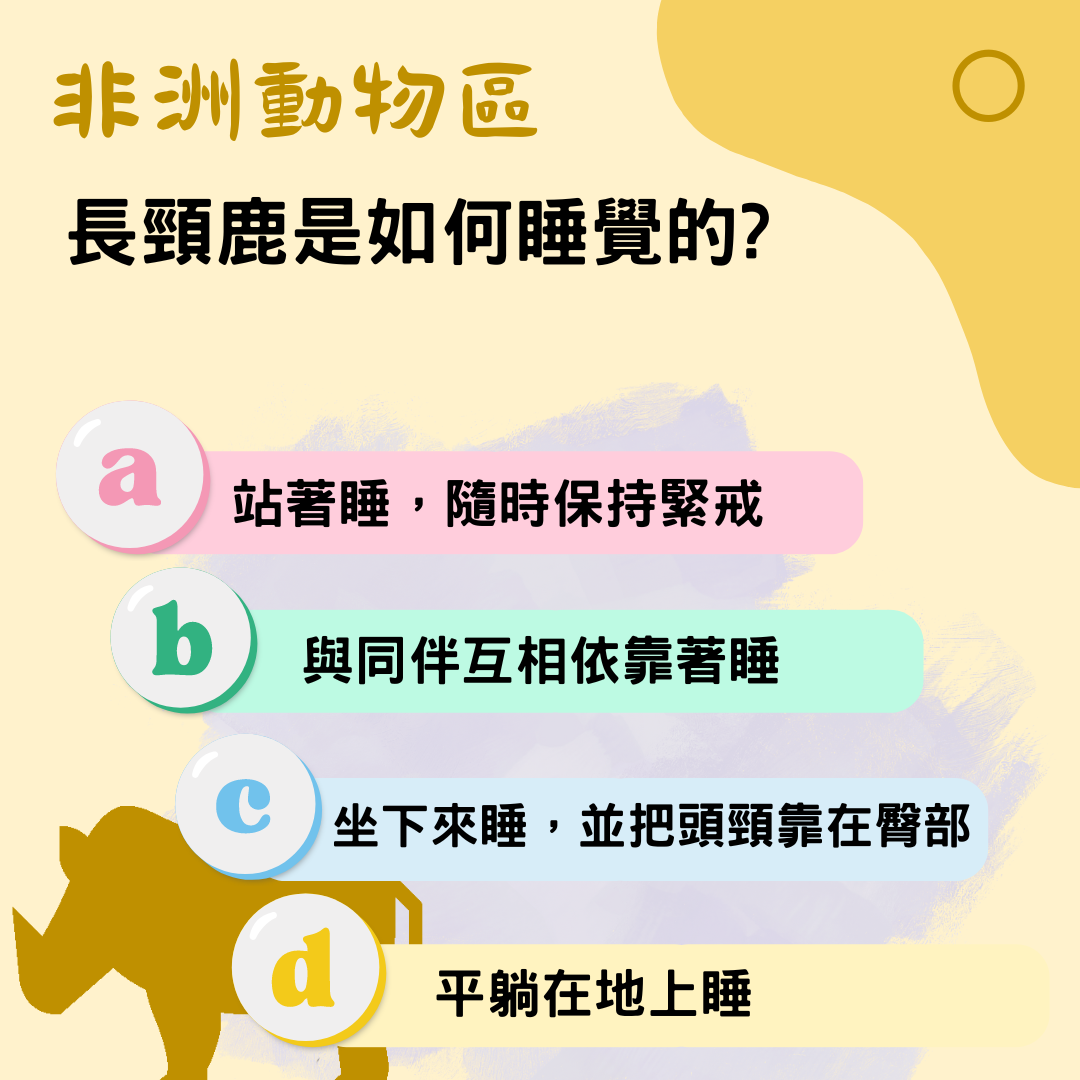 非洲動物區
長頸鹿是如何睡覺的?
a
站著睡，隨時保持緊戒
b
與同伴互相依靠著睡
c
坐下來睡，並把頭頸靠在臀部
d
平躺在地上睡